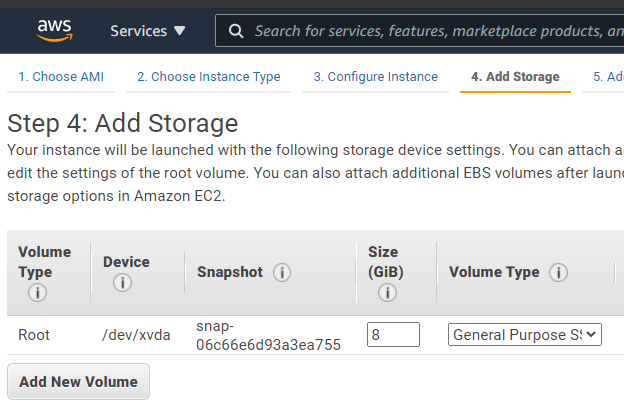 aws
Services
Search for services, features, marketplace products, an
1. Choose AMI 2. Choose Instance Type 3. Configure Instance 4. Add Storage 5. Ad
Step 4: Add Storage
Your instance will be launched with the following storage device settings. You can attach a
edit the settings of the root volume. You can also attach additional EBS volumes after laun
storage options in Amazon EC2.
Volume Type
Device
Snapshot
Size (GiB)
Volume Type
Root
/dev/xvda
snap-
06c66e6d93a3ea755
8
General Purpose SS
Add New Volume